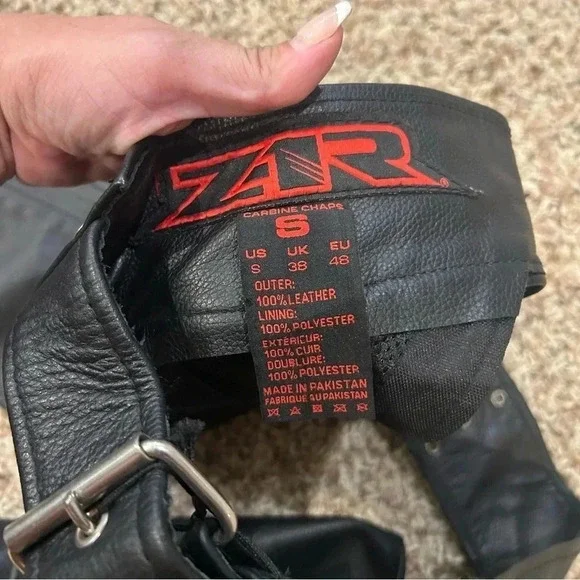 Z1R
®
CARBINE CHAPS
S
US UK EU
S 38 48
OUTER:
100% LEATHER
LINING:
100% POLYESTER
EXTÉRIEUR:
100% CUIR
DOUBLURE:
100% POLYESTER
MADE IN PAKISTAN
FABRIQUE AU PAKISTAN